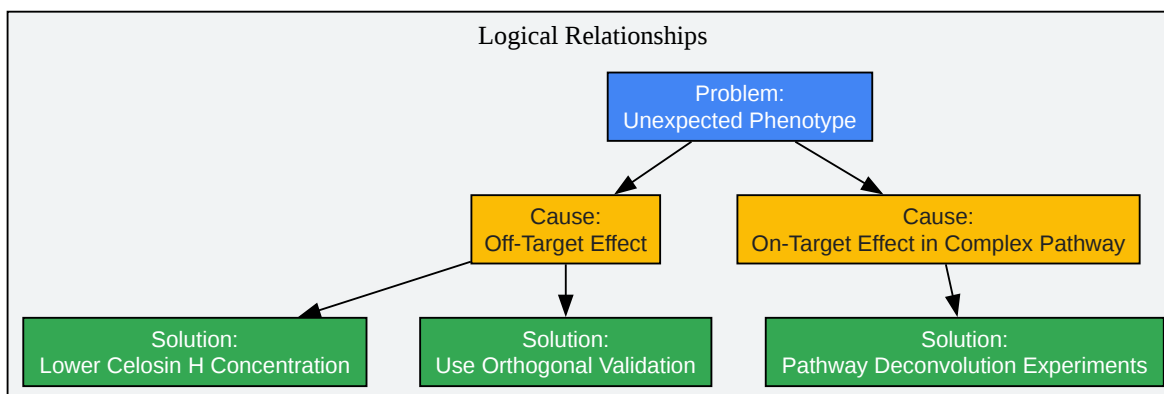 Logical Relationships
Problem:
Unexpected Phenotype
Cause:
Off-Target Effect
Cause:
On-Target Effect in Complex Pathway
Solution:
Lower Celosin H Concentration
Solution:
Use Orthogonal Validation
Solution:
Pathway Deconvolution Experiments